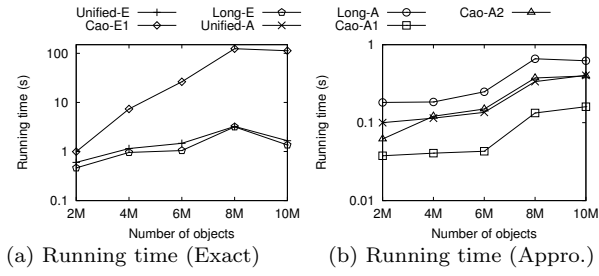 Unified-E
Cao-E1
Long-E
Unified-A
Long-A
Cao-A1
Cao-A2
Running time (s)
100
10
1
0.1
2M 4M 6M 8M 10M
Number of objects
(a) Running time (Exact)
Running time (s)
1
0.1
0.01
2M 4M 6M 8M 10M
Number of objects
(b) Running time (Appro.)